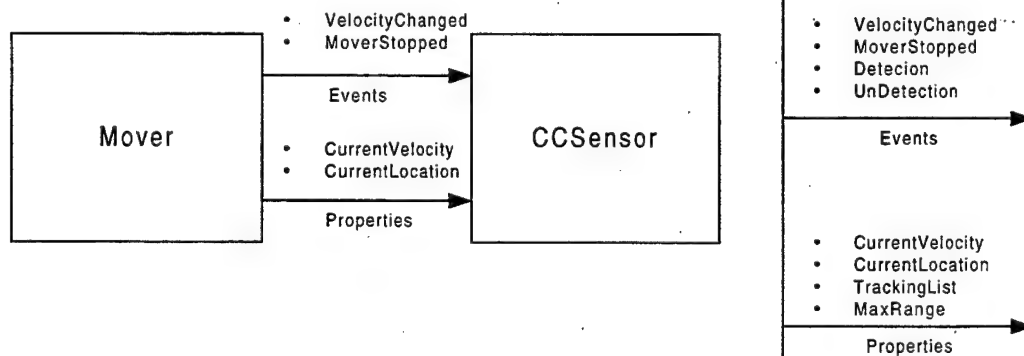 • VelocityChanged
• MoverStopped
Events
Mover
• CurrentVelocity
• CurrentLocation
Properties
CCSensor
• VelocityChanged
• MoverStopped
• Detecion
• UnDetection
Events
• CurrentVelocity
• CurrentLocation
• TrackingList
• MaxRange
Properties